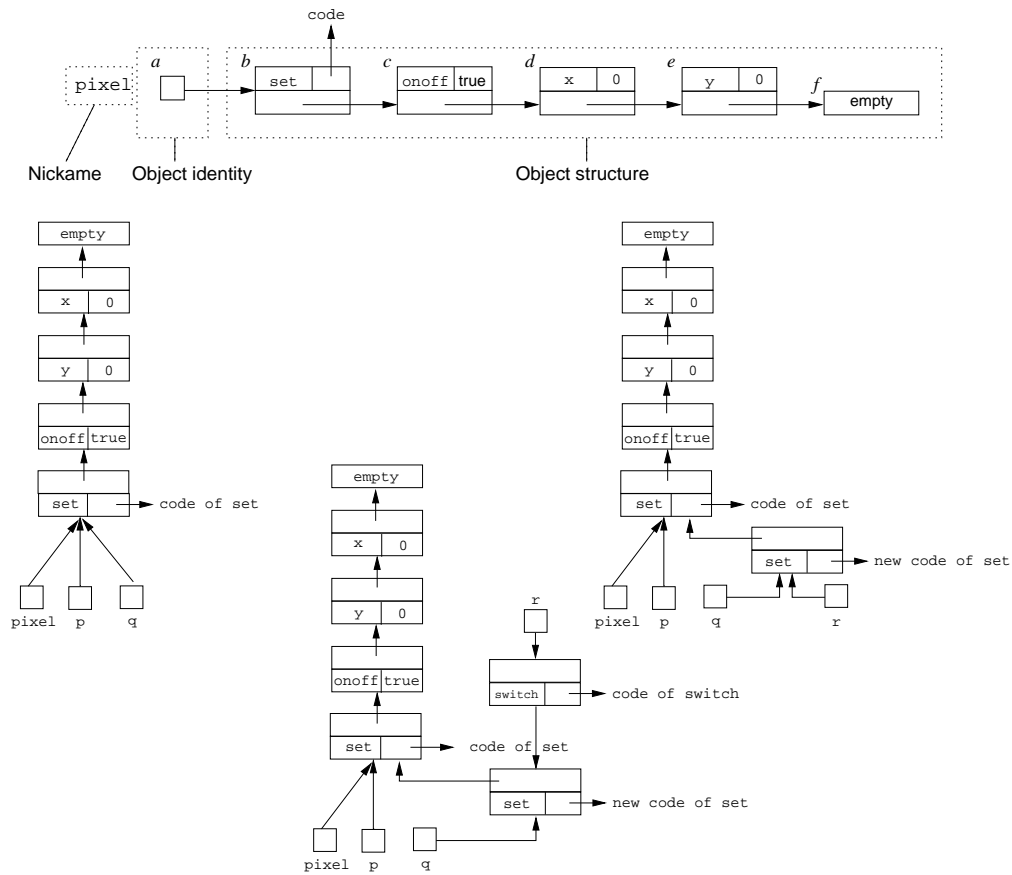 code
a b c d e f
pixel set onoff true x 0 y 0 empty
Nickame Object identity Object structure
empty
x 0
y 0
onoff true
set code of set
pixel p q
empty
x 0
y 0
onoff true
set code of set
pixel p q
r
switch code of switch
set new code of set
empty
x 0
y 0
onoff true
set code of set
set new code of set
pixel p q r